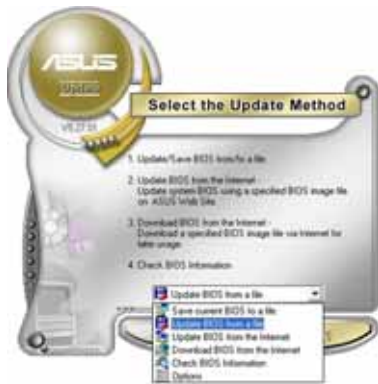 ASUS
Update
Select the Update Method
1. Update/Save BIOS from/to a file
2. Update BIOS from the Internet -
Update system BIOS using a specified BIOS image file
on ASUS Web Site.
3. Download BIOS from the Internet -
Download a specified BIOS image file via Internet for
later usage.
4. Check BIOS Information
Update BIOS from a file
Save current BIOS to a file
Update BIOS from a file
Update BIOS from the Internet
Download BIOS from the Internet
Check BIOS Information
Options